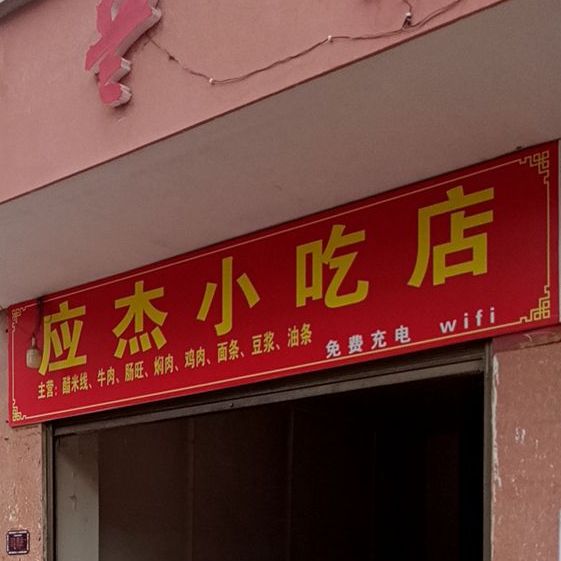 应杰小吃店
主营：醋米线、牛肉、肠旺、焖肉、鸡肉、面条、豆浆、油条
免费充电 wifi